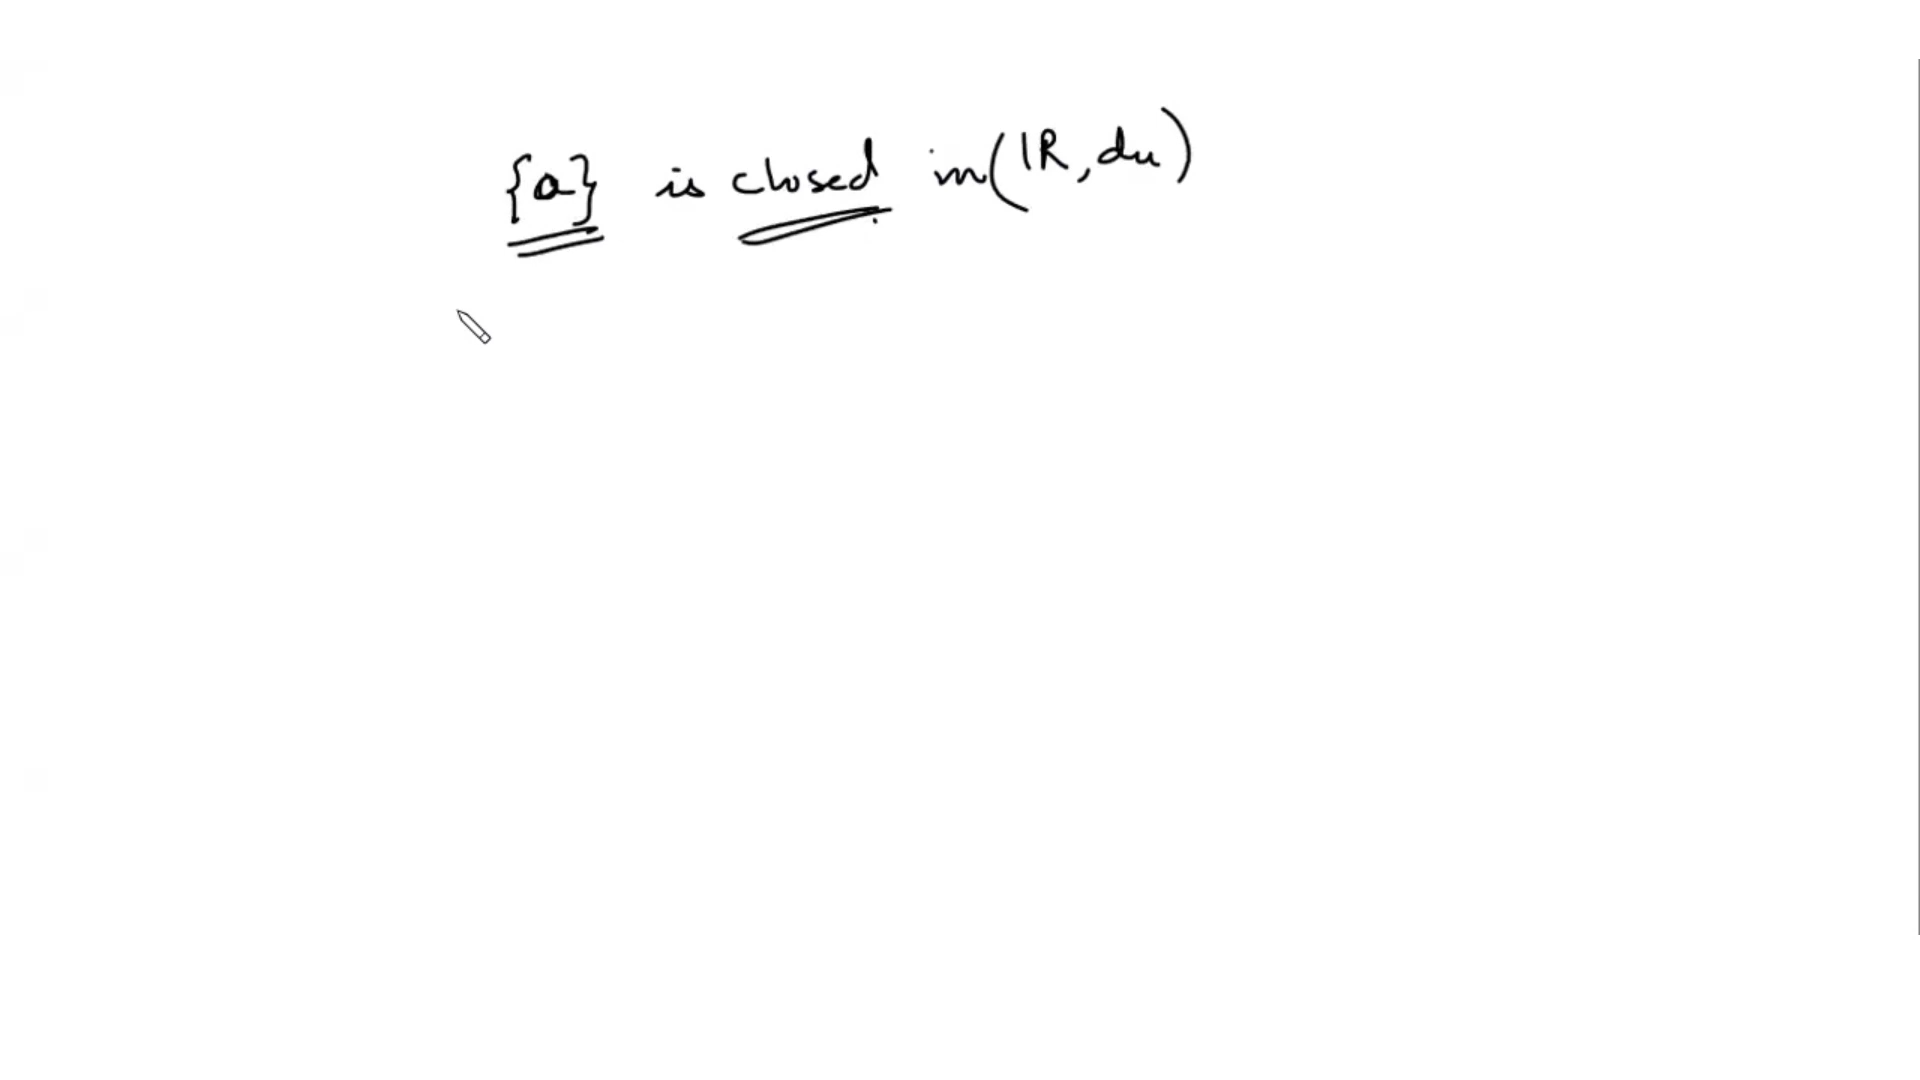 {a} is closed in (ℝ, du)